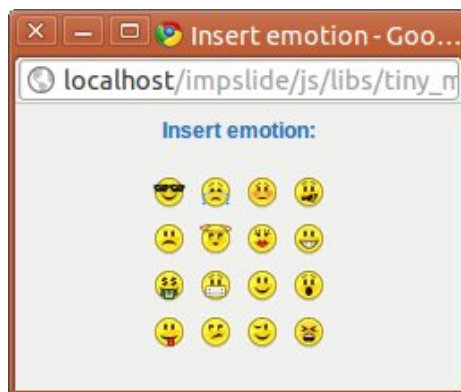 Insert emotion - Goo...
localhost/impslide/js/libs/tiny_m
Insert emotion: